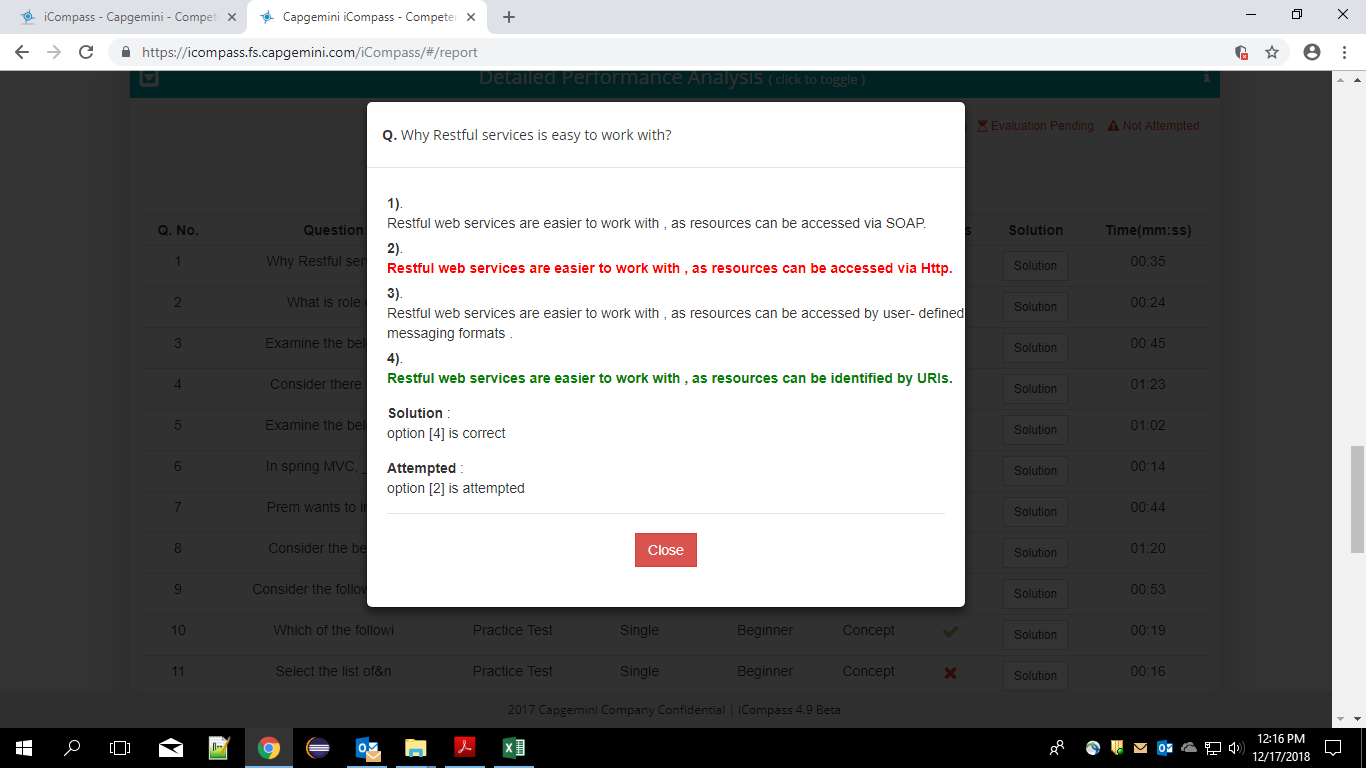 iCompass - Capgemini - Compet
Capgemini iCompass - Competen
https://icompass.fs.capgemini.com/iCompass/#/report
Detailed Performance Analysis ( click to toggle )
Evaluation Pending Not Attempted
Q. Why Restful services is easy to work with?
1).
Restful web services are easier to work with , as resources can be accessed via SOAP.
2).
Restful web services are easier to work with , as resources can be accessed via Http.
3).
Restful web services are easier to work with , as resources can be accessed by user- defined
messaging formats .
4).
Restful web services are easier to work with , as resources can be identified by URIs.
Solution :
option [4] is correct
Attempted :
option [2] is attempted
Close
Q. No. Question s Solution Time(mm:ss)
1 Why Restful ser Solution 00:35
2 What is role Solution 00:24
3 Examine the bel Solution 00:45
4 Consider there Solution 01:23
5 Examine the bel Solution 01:02
6 In spring MVC, _ Solution 00:14
7 Prem wants to i Solution 00:44
8 Consider the be Solution 01:20
9 Consider the follow Solution 00:53
10 Which of the followi Practice Test Single Beginner Concept Solution 00:19
11 Select the list of&n Practice Test Single Beginner Concept Solution 00:16
2017 Capgemini Company Confidential | iCompass 4.9 Beta
12:16 PM
12/17/2018